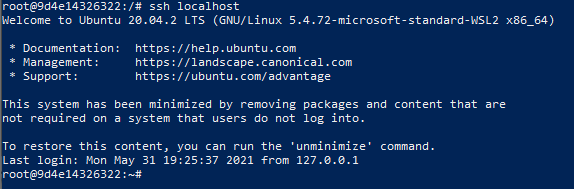 root@9d4e14326322:/# ssh localhost
Welcome to Ubuntu 20.04.2 LTS (GNU/Linux 5.4.72-microsoft-standard-WSL2 x86_64)
* Documentation:  https://help.ubuntu.com
* Management:     https://landscape.canonical.com
* Support:        https://ubuntu.com/advantage
This system has been minimized by removing packages and content that are
not required on a system that users do not log into.
To restore this content, you can run the 'unminimize' command.
Last login: Mon May 31 19:25:37 2021 from 127.0.0.1
root@9d4e14326322:~#